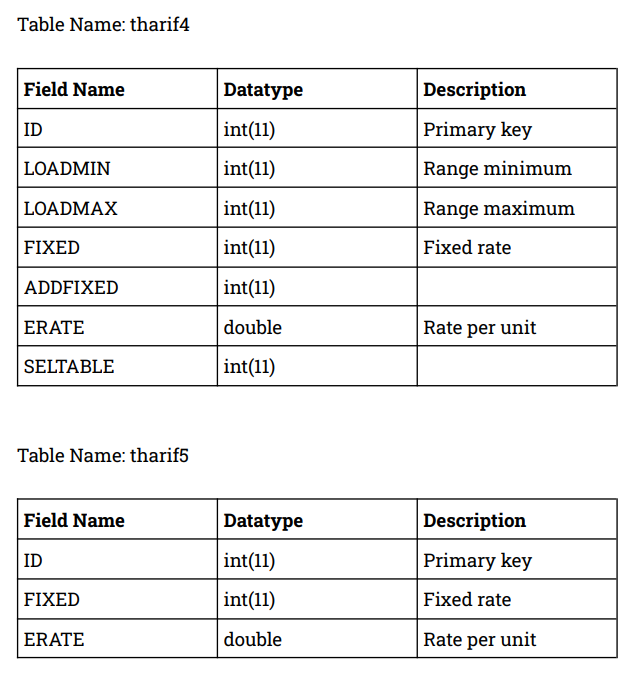 Table Name: tharif4
Field Name Datatype Description
ID int(11) Primary key
LOADMIN int(11) Range minimum
LOADMAX int(11) Range maximum
FIXED int(11) Fixed rate
ADDFIXED int(11)
ERATE double Rate per unit
SELTABLE int(11)
Table Name: tharif5
Field Name Datatype Description
ID int(11) Primary key
FIXED int(11) Fixed rate
ERATE double Rate per unit